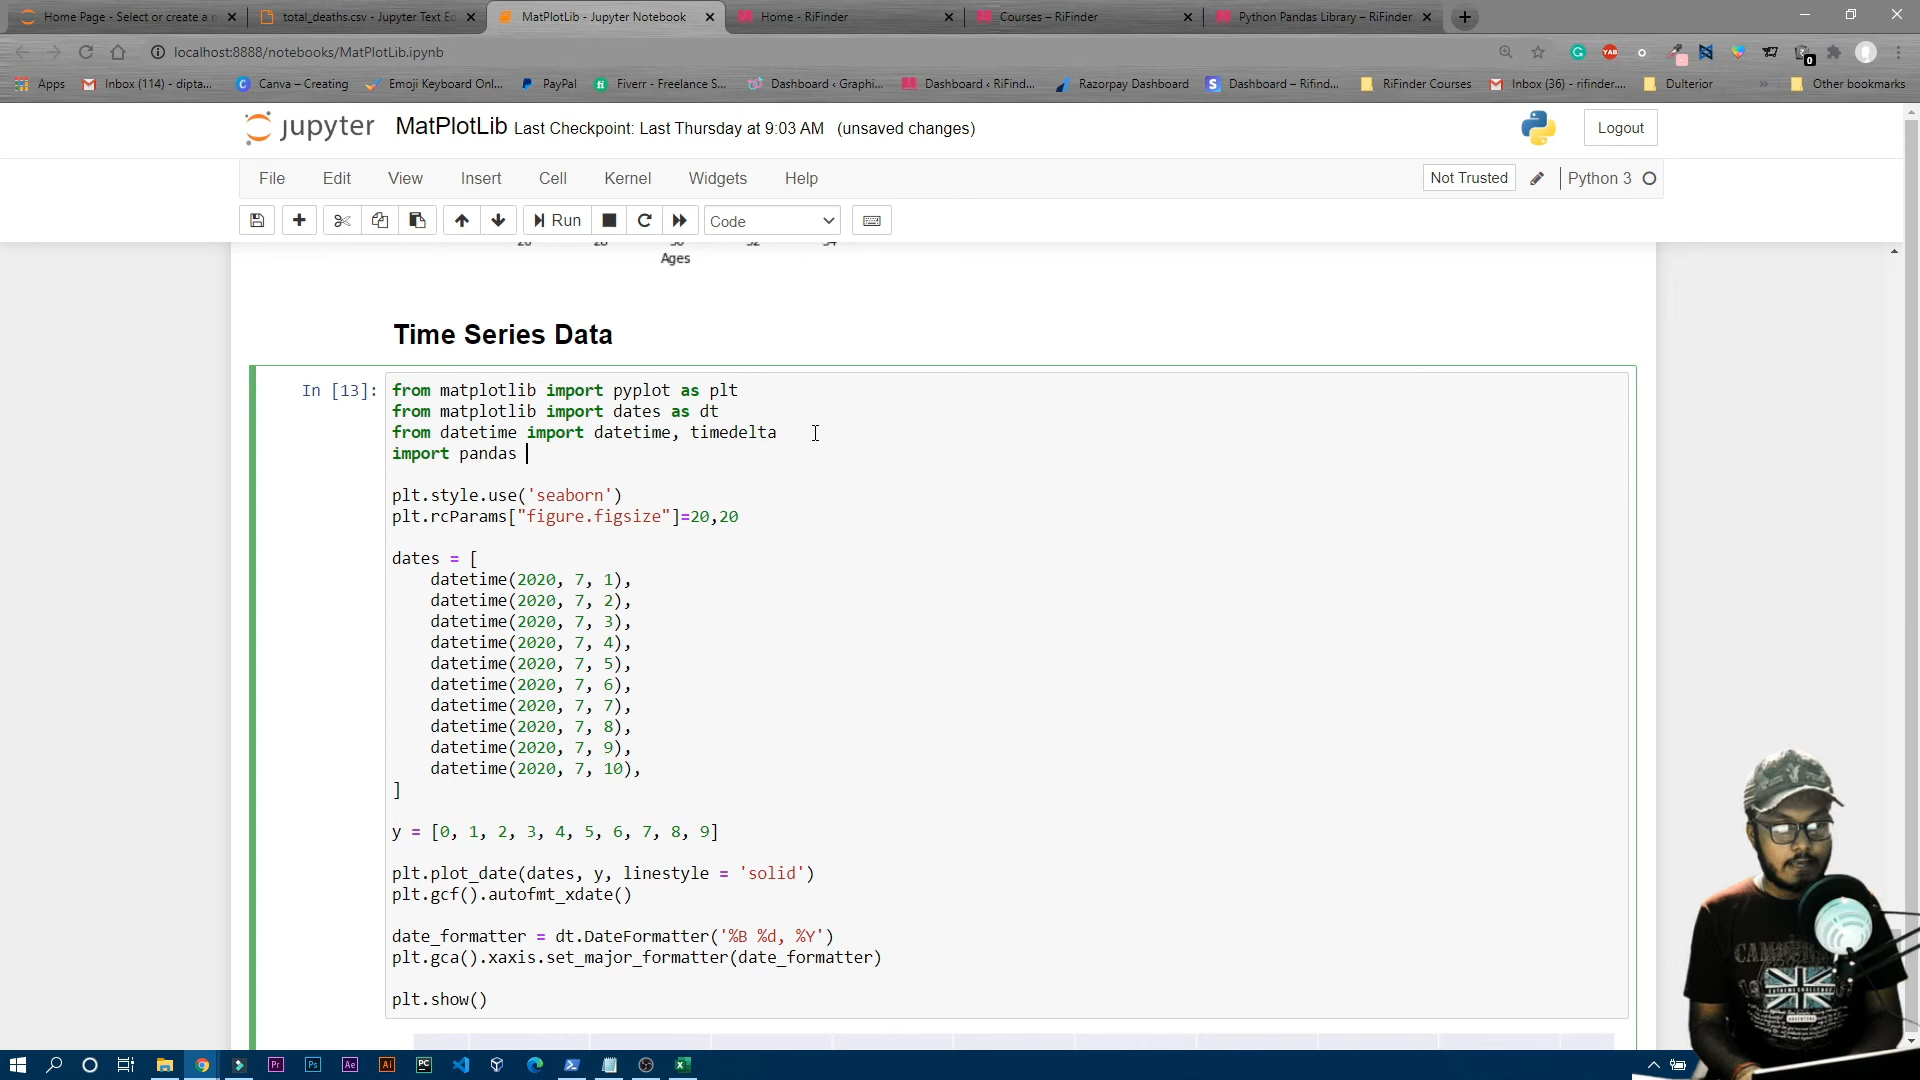 Home Page - Select or create a n
total_deaths.csv - Jupyter Text Ed
MatPlotLib - Jupyter Notebook
Home - RiFinder
Courses – RiFinder
Python Pandas Library – RiFinder
localhost:8888/notebooks/MatPlotLib.ipynb
Apps
Inbox (114) - dipta...
Canva – Creating
Emoji Keyboard Onl...
PayPal
Fiverr - Freelance S...
Dashboard ‹ Graphi...
Dashboard ‹ RiFind...
Razorpay Dashboard
Dashboard – Rifind...
RiFinder Courses
Inbox (36) - rifinder....
Dulterior
»
Other bookmarks
jupyter MatPlotLib Last Checkpoint: Last Thursday at 9:03 AM (unsaved changes)
Logout
File Edit View Insert Cell Kernel Widgets Help
Not Trusted
Python 3
Run
Code
Ages
Time Series Data
In [13]:
from matplotlib import pyplot as plt
from matplotlib import dates as dt
from datetime import datetime, timedelta
import pandas
plt.style.use('seaborn')
plt.rcParams["figure.figsize"]=20,20
dates = [
datetime(2020, 7, 1),
datetime(2020, 7, 2),
datetime(2020, 7, 3),
datetime(2020, 7, 4),
datetime(2020, 7, 5),
datetime(2020, 7, 6),
datetime(2020, 7, 7),
datetime(2020, 7, 8),
datetime(2020, 7, 9),
datetime(2020, 7, 10),
]
y = [0, 1, 2, 3, 4, 5, 6, 7, 8, 9]
plt.plot_date(dates, y, linestyle = 'solid')
plt.gcf().autofmt_xdate()
date_formatter = dt.DateFormatter('%B %d, %Y')
plt.gca().xaxis.set_major_formatter(date_formatter)
plt.show()